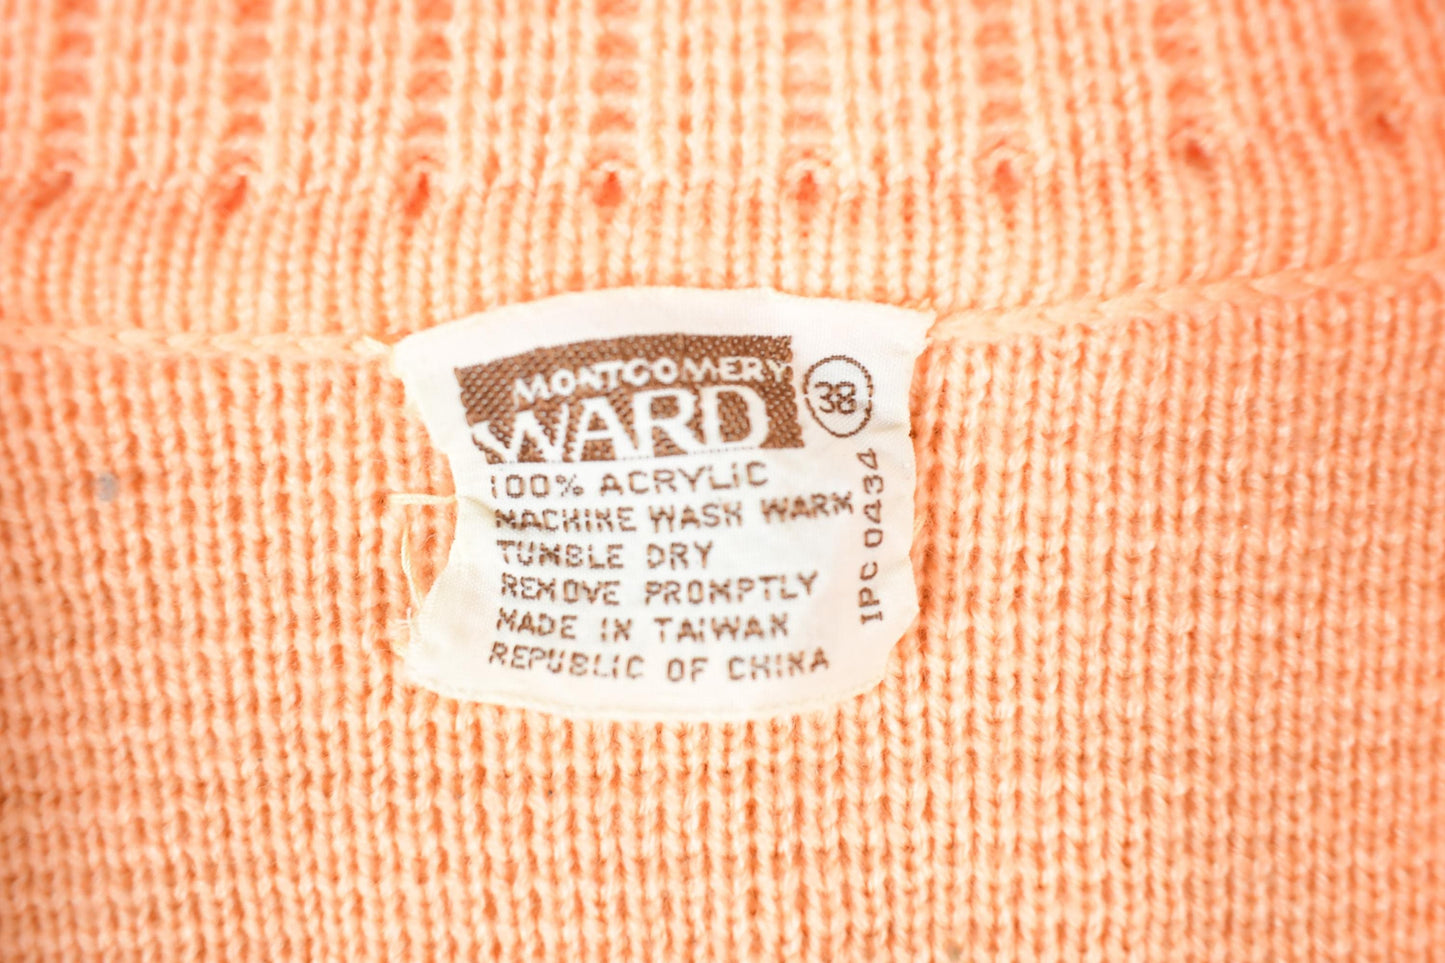 MONTGOMERY
WARD
38
100% ACRYLIC
MACHINE WASH WARM
TUMBLE DRY
REMOVE PROMPTLY
MADE IN TAIWAN
REPUBLIC OF CHINA
IPC 0434